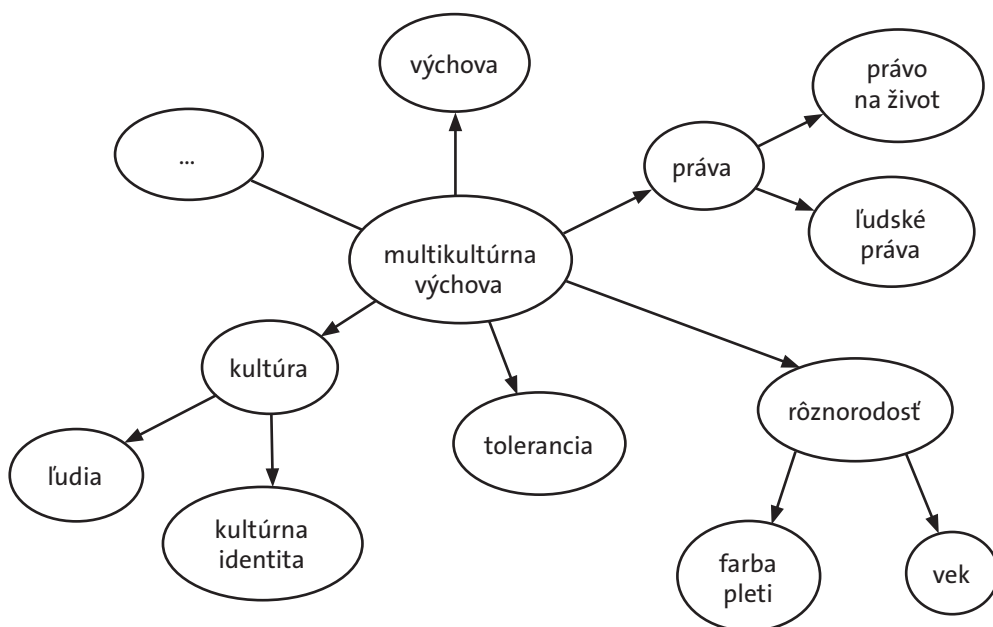 výchova
právo
na život
...
práva
ľudské
práva
multikultúrna
výchova
kultúra
rôznorodosť
tolerancia
ľudia
kultúrna
identita
farba
pleti
vek